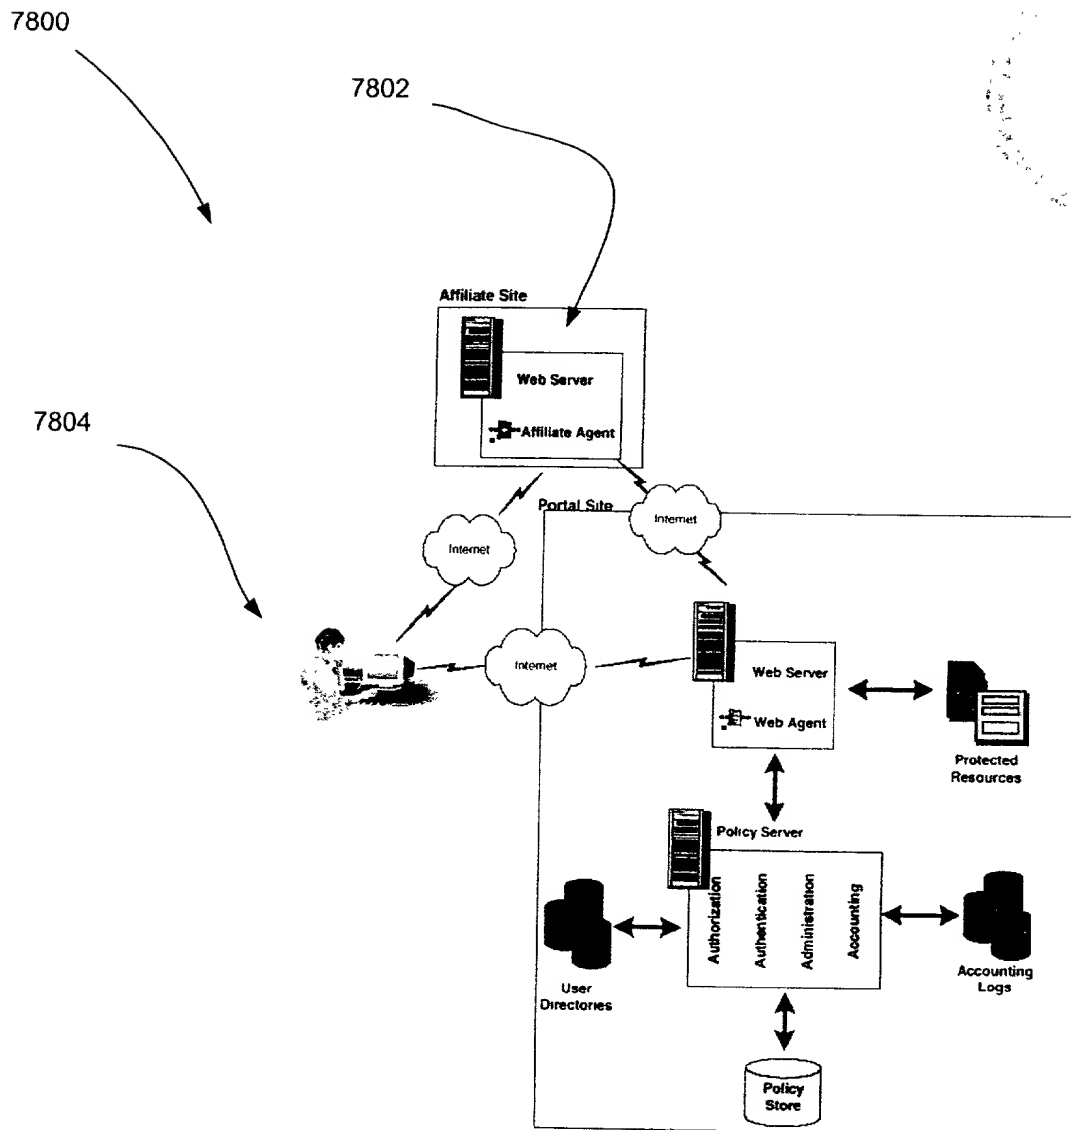 7800
7802
Affiliate Site
Web Server
Affiliate Agent
7804
Portal Site
Internet
Internet
Internet
Web Server
Web Agent
Protected
Resources
Policy Server
Authorization
Authentication
Administration
Accounting
User
Directories
Accounting
Logs
Policy
Store